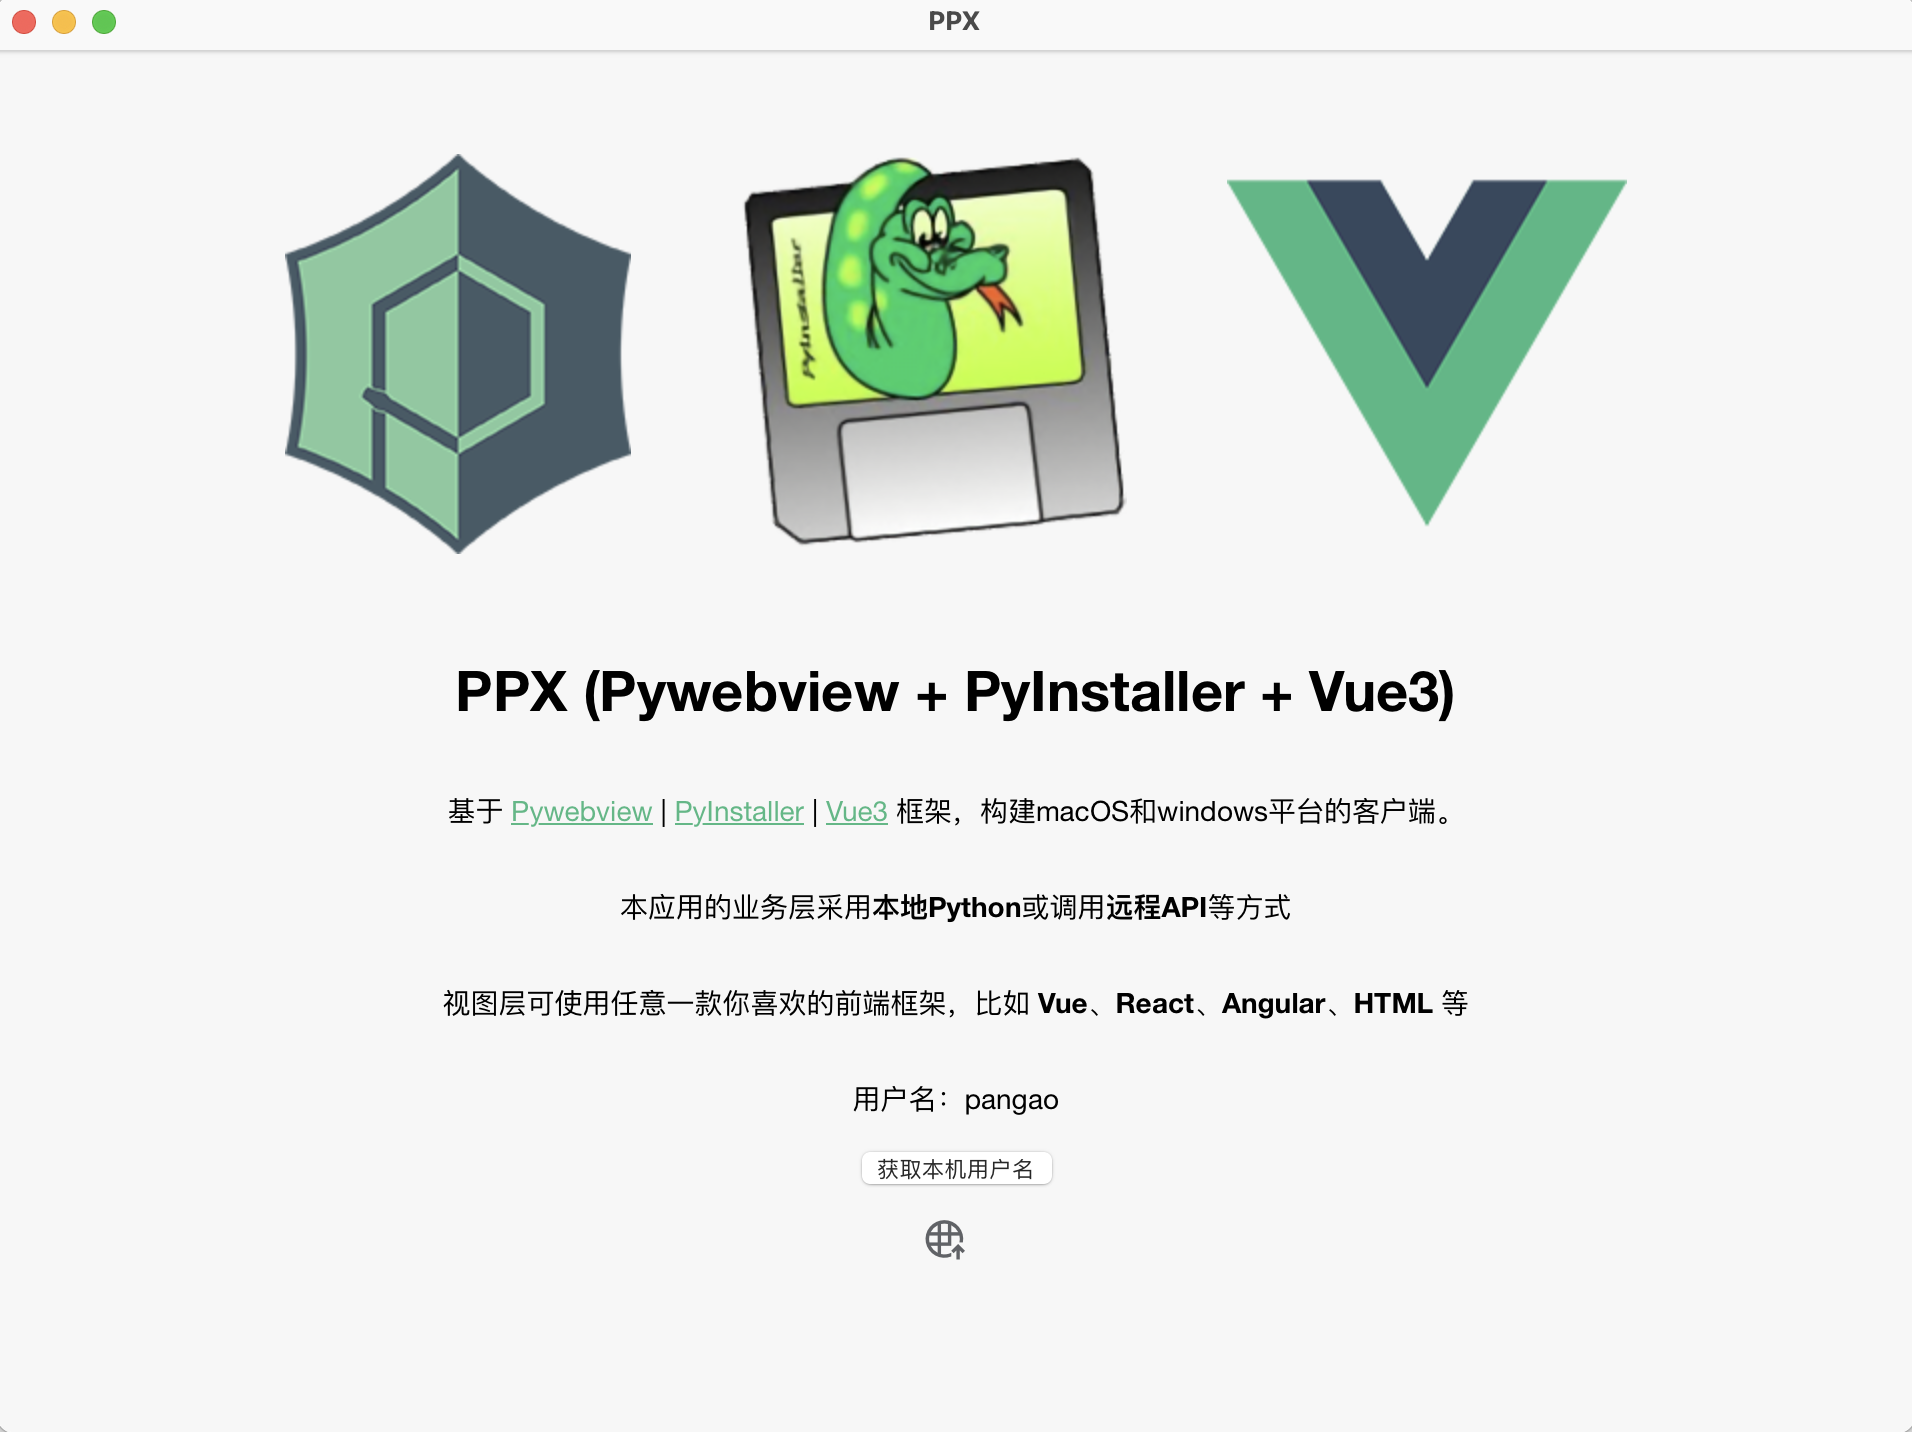 PPX
PyInstaller
PPX (Pywebview + PyInstaller + Vue3)
基于 Pywebview | PyInstaller | Vue3 框架，构建macOS和windows平台的客户端。
本应用的业务层采用本地Python或调用远程API等方式
视图层可使用任意一款你喜欢的前端框架，比如 Vue、React、Angular、HTML 等
用户名：pangao
获取本机用户名